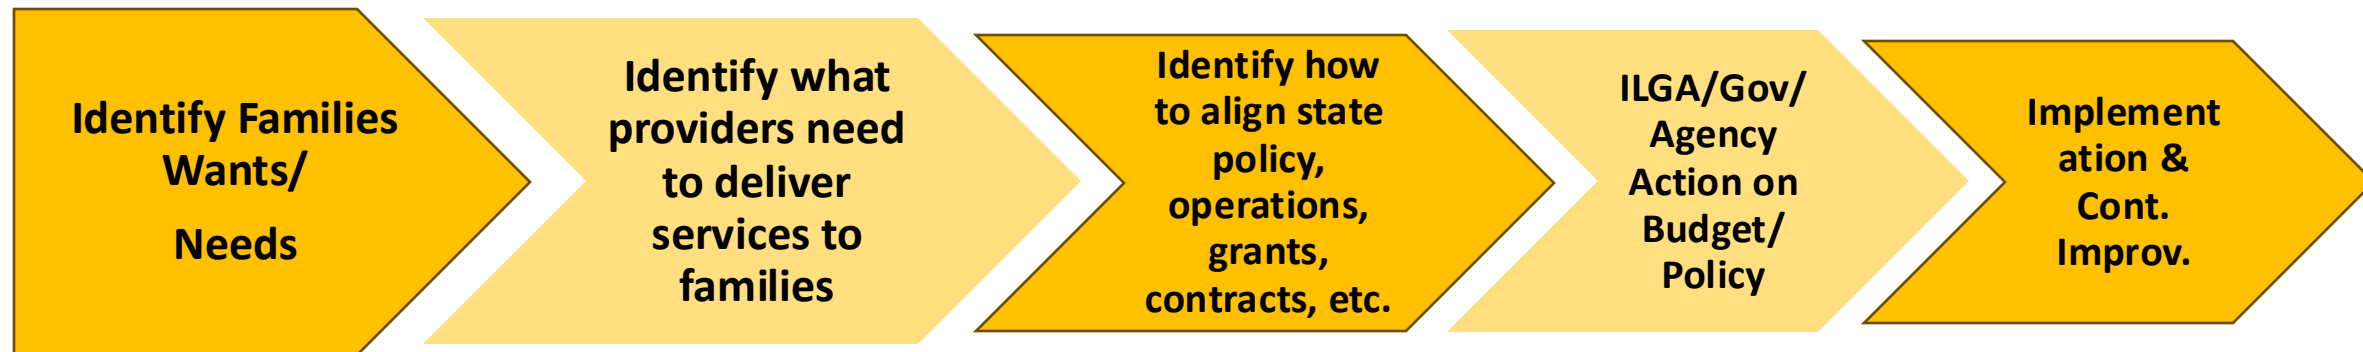 Identify Families
Wants/
Needs
Identify what
providers need
to deliver
services to
families
Identify how
to align state
policy,
operations,
grants,
contracts, etc.
ILGA/Gov/
Agency
Action on
Budget/
Policy
Implement
ation &
Cont.
Improv.